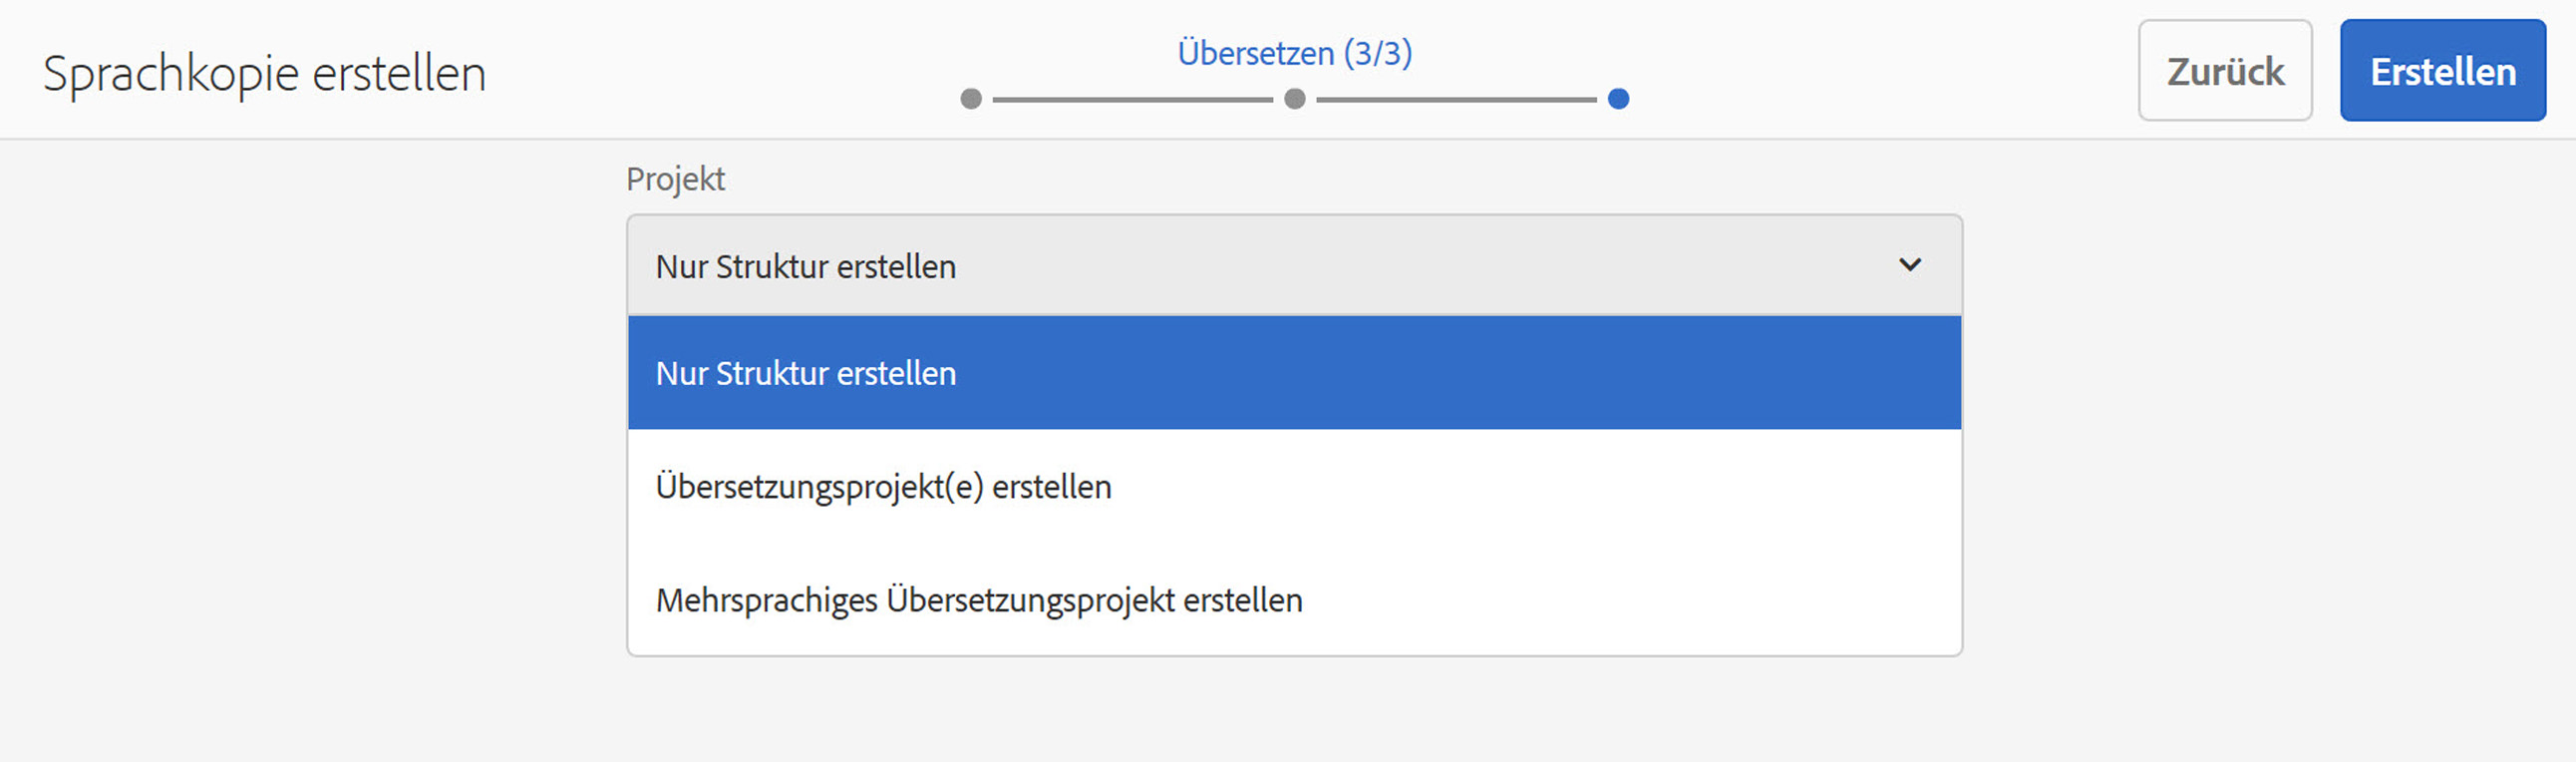 Sprachkopie erstellen
Übersetzen (3/3)
Zurück
Erstellen
Projekt
Nur Struktur erstellen
Nur Struktur erstellen
Übersetzungsprojekt(e) erstellen
Mehrsprachiges Übersetzungsprojekt erstellen